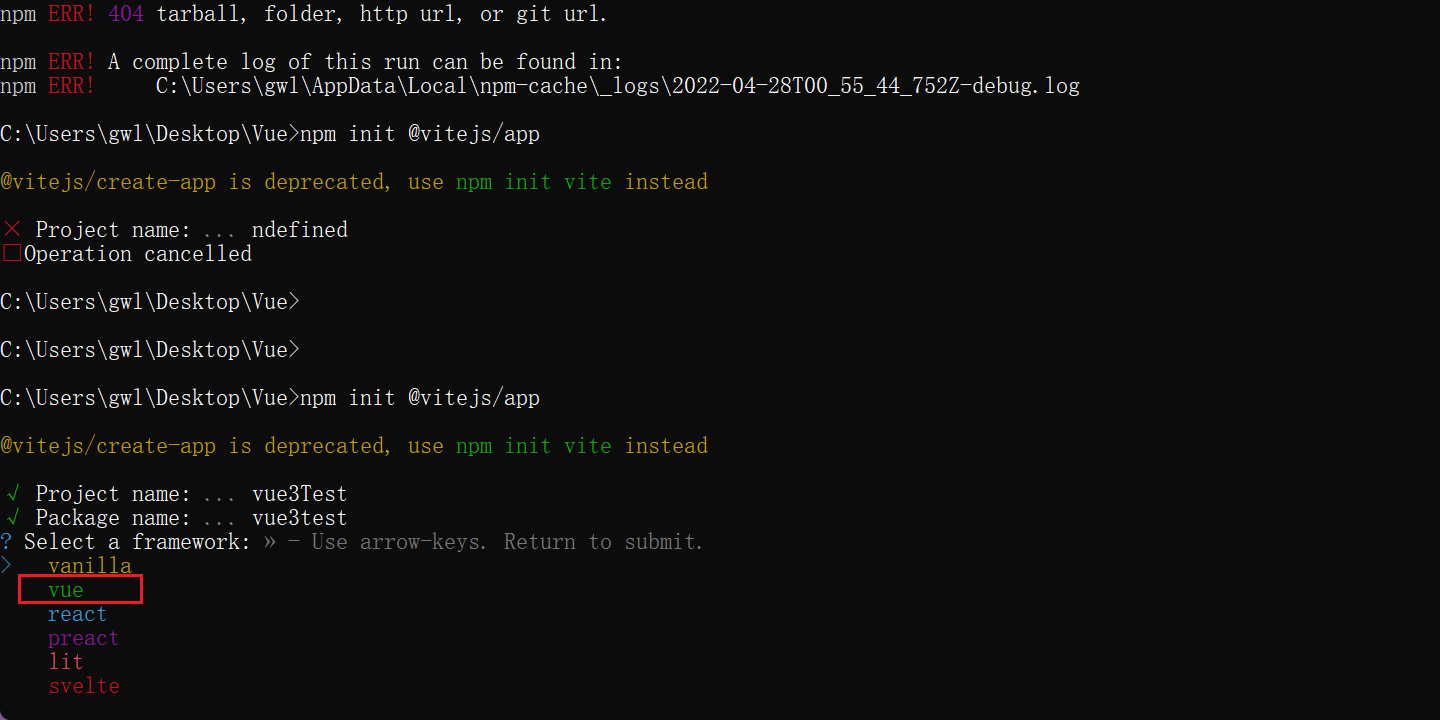 npm ERR! 404 tarball, folder, http url, or git url.
npm ERR! A complete log of this run can be found in:
npm ERR!     C:\Users\gwl\AppData\Local\npm-cache\_logs\2022-04-28T00_55_44_752Z-debug.log
C:\Users\gwl\Desktop\Vue>npm init @vitejs/app
@vitejs/create-app is deprecated, use npm init vite instead
× Project name: ... ndefined
□Operation cancelled
C:\Users\gwl\Desktop\Vue>
C:\Users\gwl\Desktop\Vue>
C:\Users\gwl\Desktop\Vue>npm init @vitejs/app
@vitejs/create-app is deprecated, use npm init vite instead
√ Project name: ... vue3Test
√ Package name: ... vue3test
? Select a framework: » - Use arrow-keys. Return to submit.
>   vanilla
vue
react
preact
lit
svelte